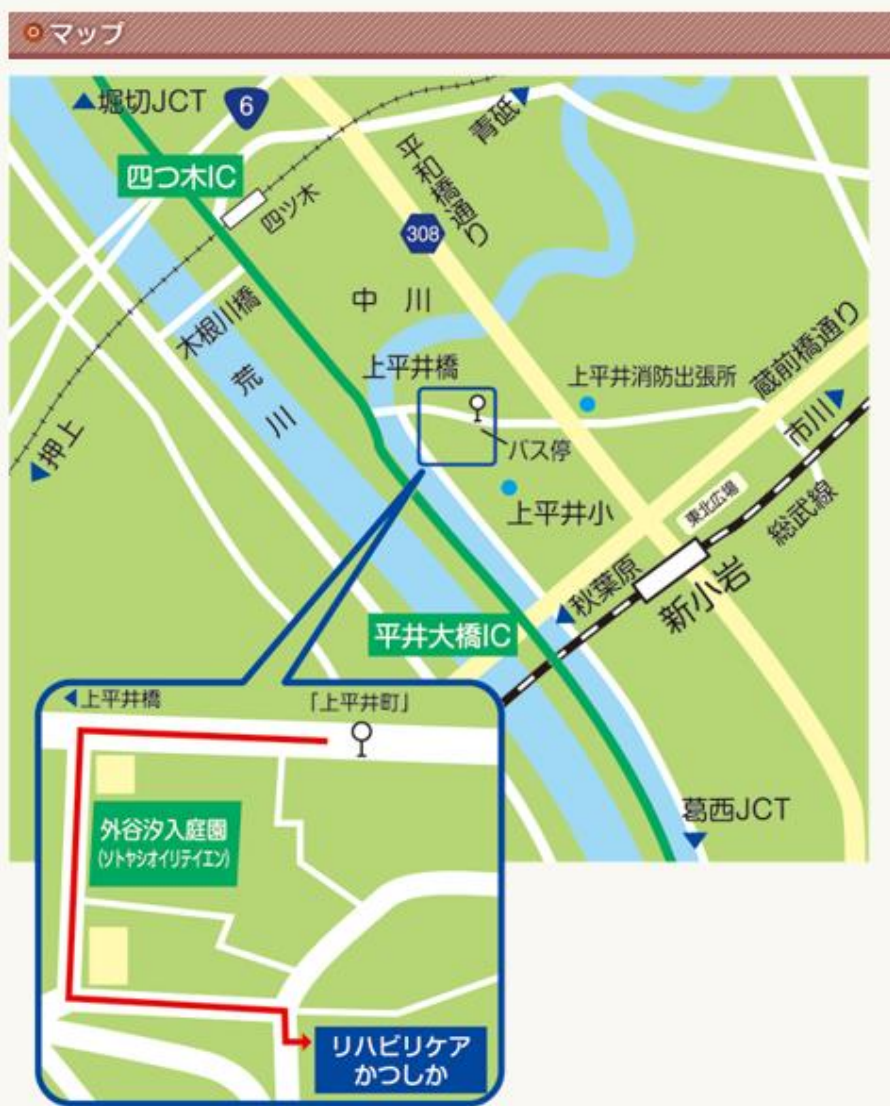 マップ
堀切JCT
6
四つ木IC
四ツ木
青砥
平和橋通り
308
中川
木根川橋
荒川
上平井橋
上平井消防出張所
蔵前橋通り
市川
押上
バス停
上平井小
東北広場
総武線
秋葉原
新小岩
平井大橋IC
葛西JCT
上平井橋
「上平井町」
外谷汐入庭園
(ソトヤシオイリテイエン)
リハビリケア
かつしか